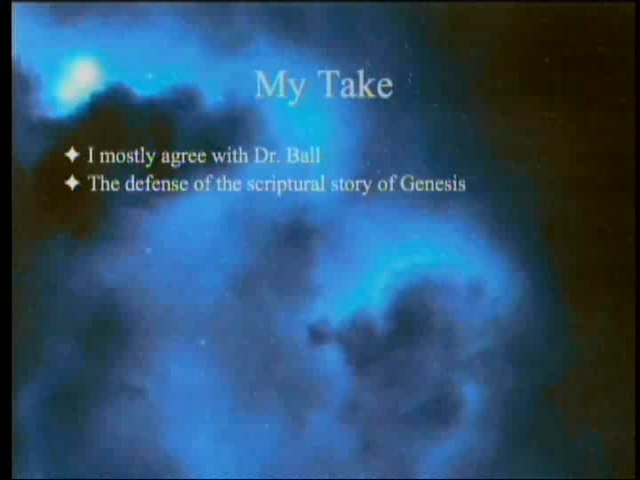 My Take
I mostly agree with Dr. Ball
The defense of the scriptural story of Genesis